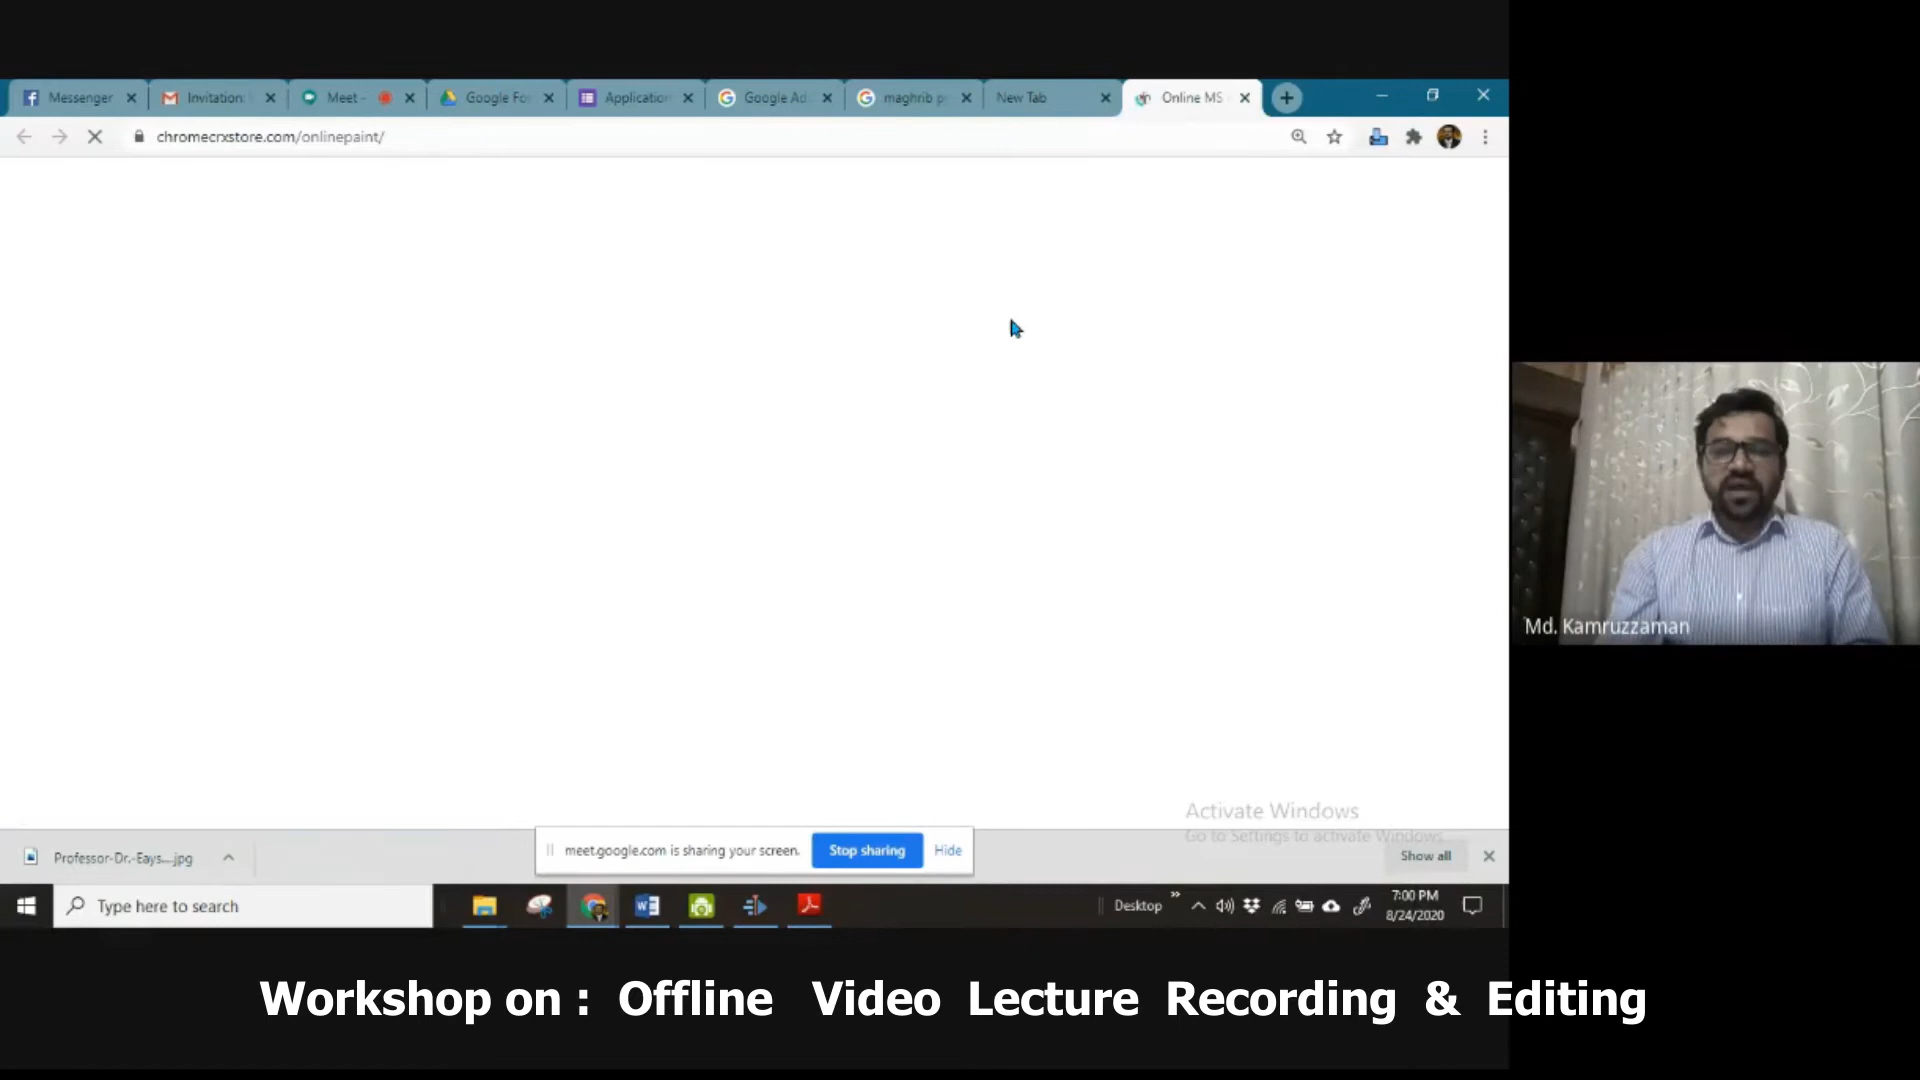 Messenger
Invitation:
Meet -
Google Fo
Application
Google Ad
maghrib p
New Tab
Online MS
chromecrxstore.com/onlinepaint/
Md. Kamruzzaman
Activate Windows
Go to Settings to activate Windows.
Professor-Dr.-Eays....jpg
meet.google.com is sharing your screen.
Stop sharing
Hide
Show all
Type here to search
Desktop
7:00 PM
8/24/2020
Workshop on : Offline Video Lecture Recording & Editing